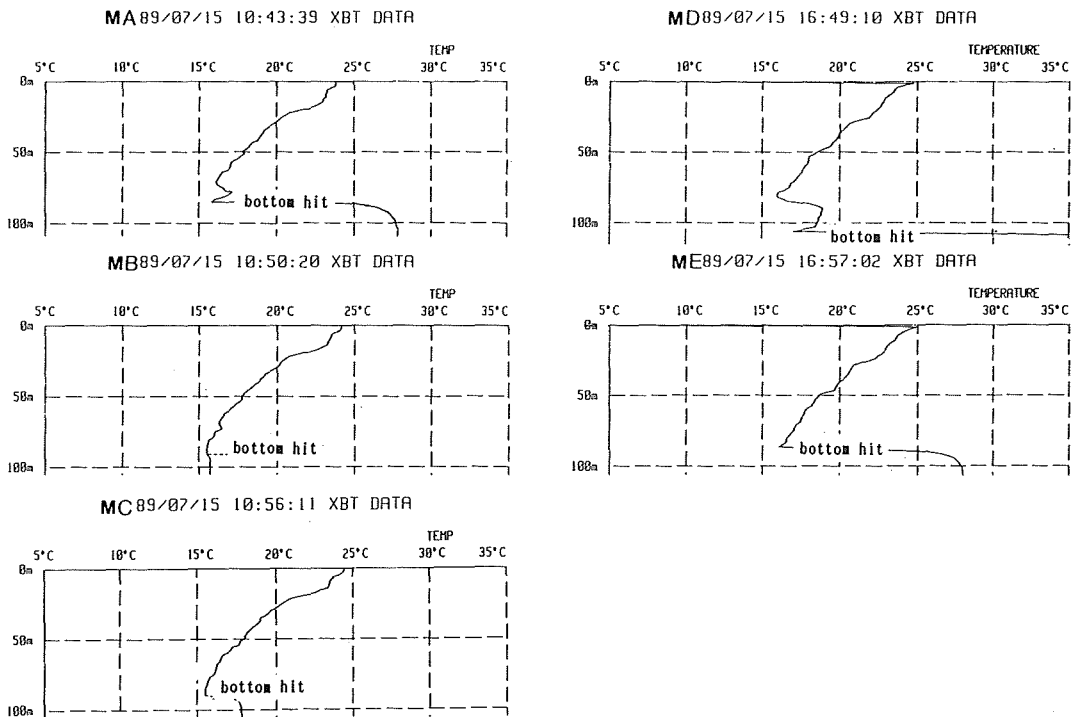 MA 89/07/15 10:43:39 XBT DATA
TEMP
5°C 10°C 15°C 20°C 25°C 30°C 35°C
0m
50m
100m
bottom hit
MB89/07/15 10:50:20 XBT DATA
TEMP
5°C 10°C 15°C 20°C 25°C 30°C 35°C
0m
50m
100m
bottom hit
MC 89/07/15 10:56:11 XBT DATA
TEMP
5°C 10°C 15°C 20°C 25°C 30°C 35°C
0m
50m
100m
bottom hit
MD89/07/15 16:49:10 XBT DATA
TEMPERATURE
5°C 10°C 15°C 20°C 25°C 30°C 35°C
0m
50m
100m
bottom hit
ME89/07/15 16:57:02 XBT DATA
TEMPERATURE
5°C 10°C 15°C 20°C 25°C 30°C 35°C
0m
50m
100m
bottom hit